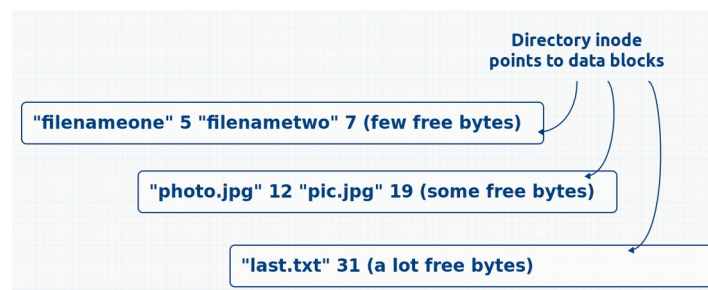 Directory inode
points to data blocks
"filenameone" 5 "filenametwo" 7 (few free bytes)
"photo.jpg" 12 "pic.jpg" 19 (some free bytes)
"last.txt" 31 (a lot free bytes)